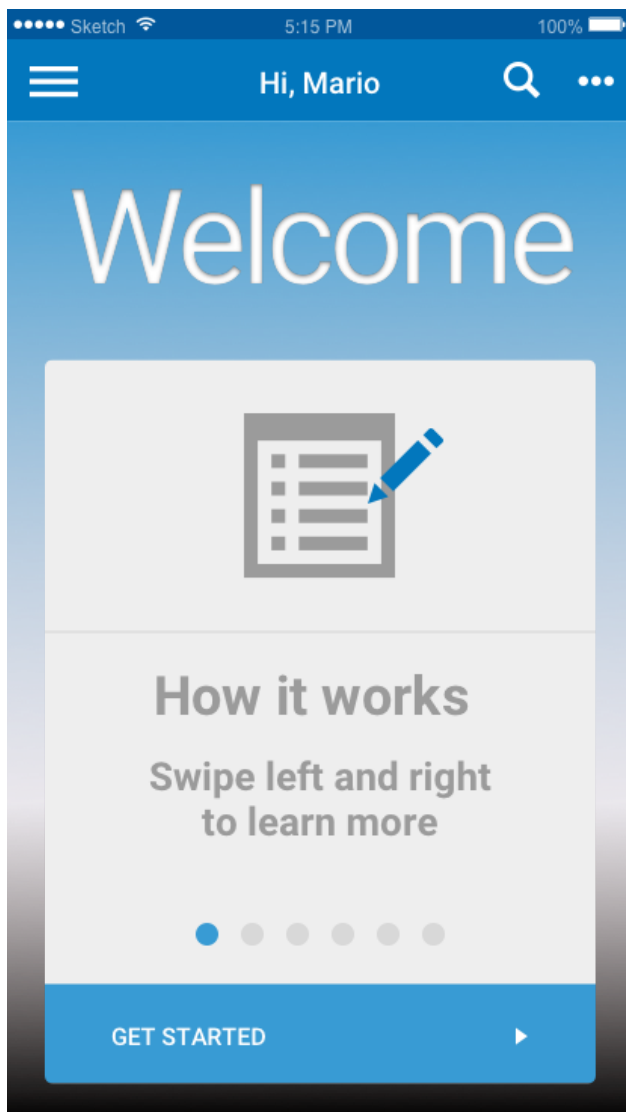 Sketch 5:15 PM 100%
Hi, Mario
Welcome
How it works
Swipe left and right
to learn more
GET STARTED